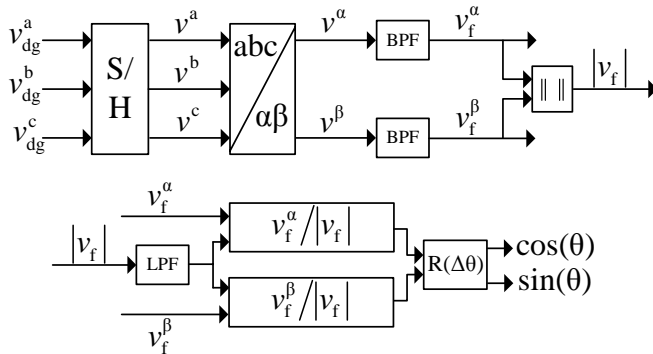 v_dg^a
v_dg^b
v_dg^c
S/
H
v^a
v^b
v^c
abc
αβ
v^α
v^β
BPF
BPF
v_f^α
v_f^β
|| ||
|v_f|
|v_f|
v_f^α
LPF
v_f^β
v_f^α/|v_f|
v_f^β/|v_f|
R(Δθ)
cos(θ)
sin(θ)